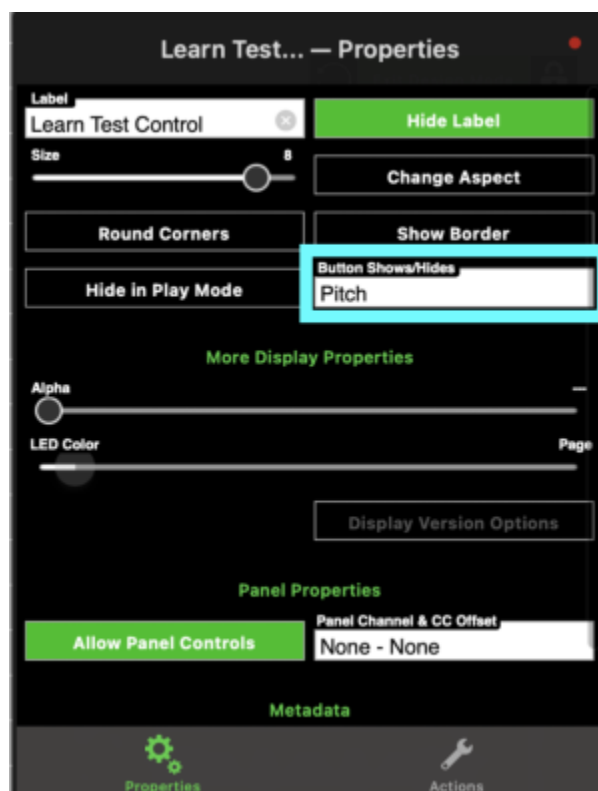 Learn Test... — Properties
Label
Learn Test Control
Hide Label
Size 8
Change Aspect
Round Corners
Show Border
Hide in Play Mode
Button Shows/Hides
Pitch
More Display Properties
Alpha —
LED Color Page
Display Version Options
Panel Properties
Allow Panel Controls
Panel Channel & CC Offset
None - None
Metadata
Properties
Actions